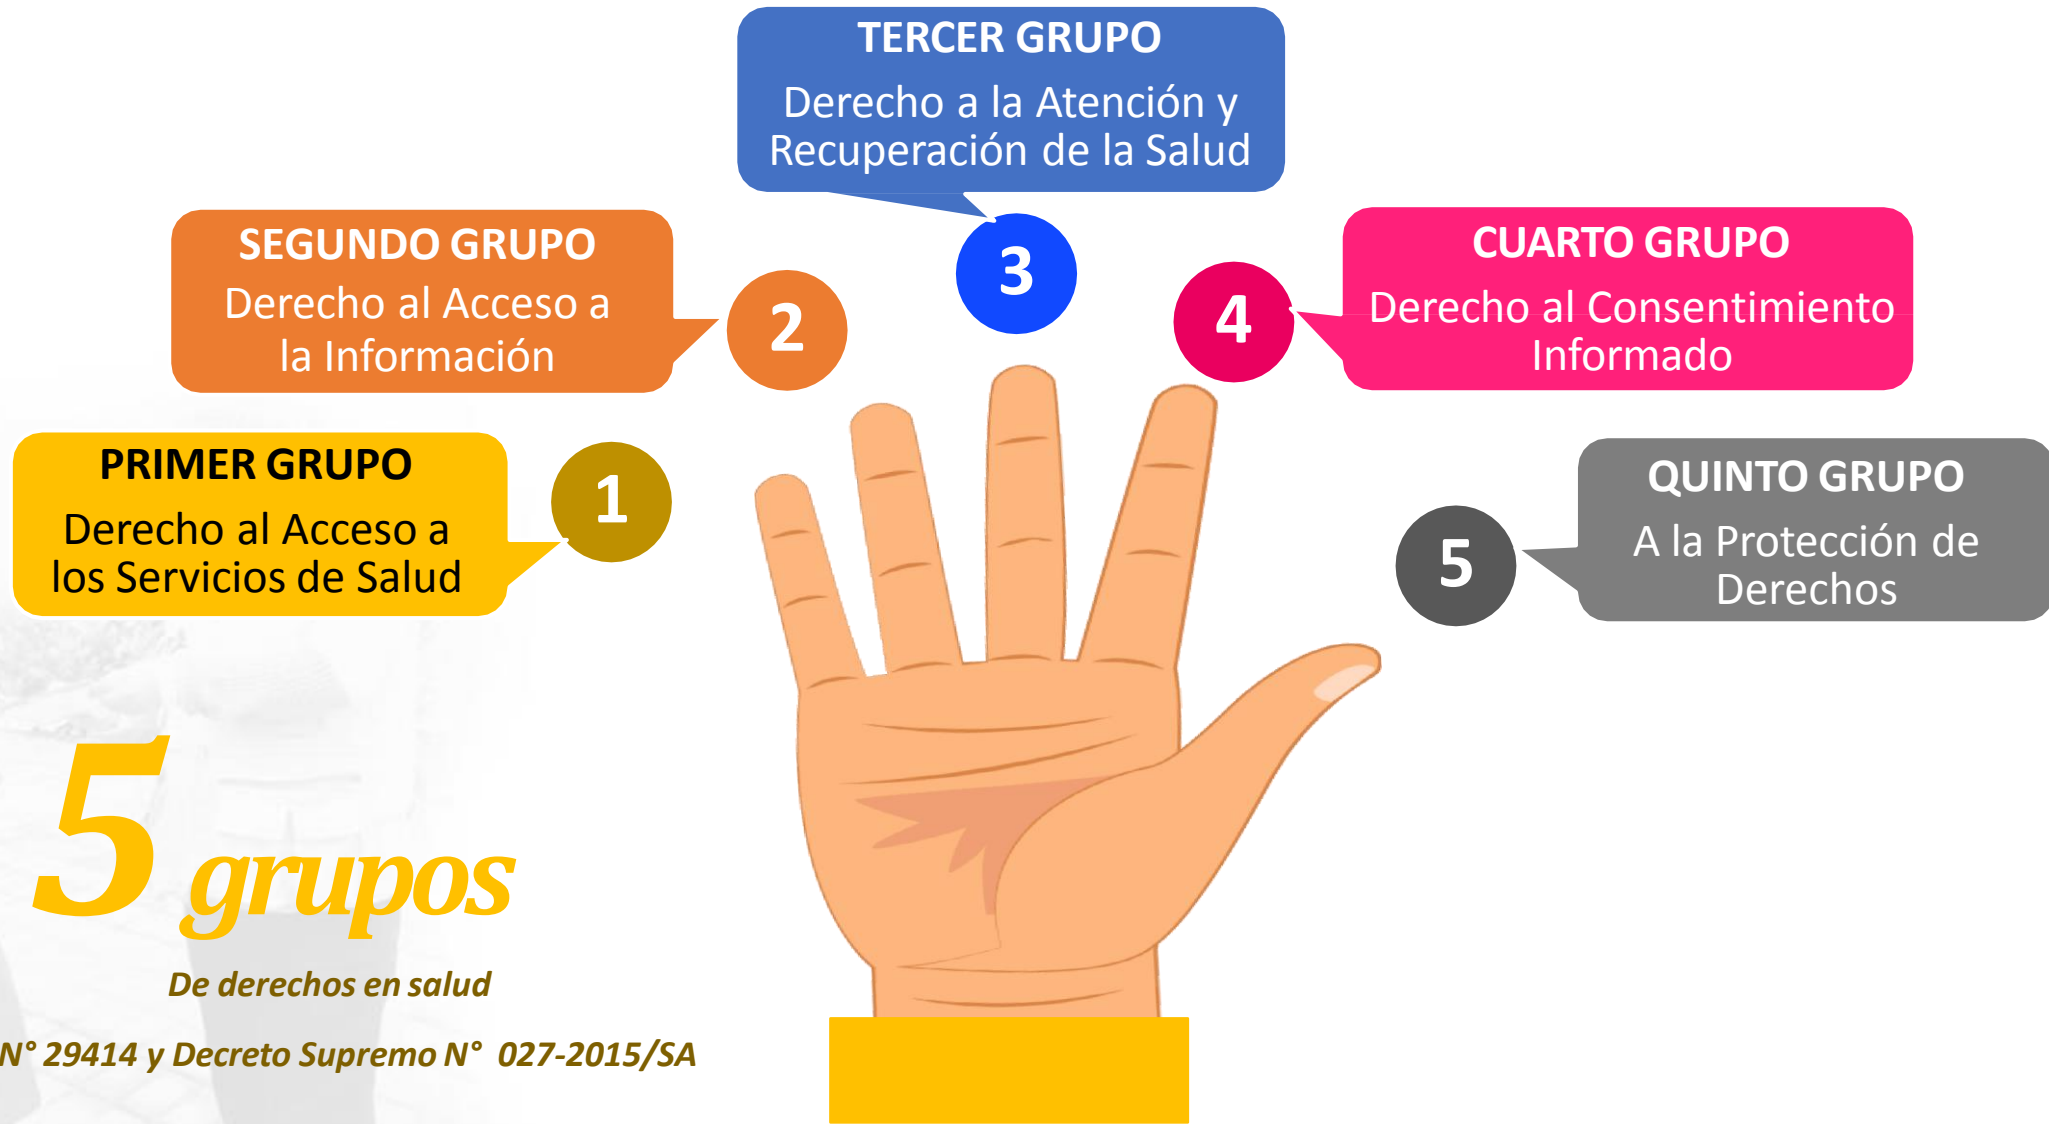 TERCER GRUPO
Derecho a la Atención y
Recuperación de la Salud
3
SEGUNDO GRUPO
Derecho al Acceso a
la Información
2
CUARTO GRUPO
Derecho al Consentimiento
Informado
4
PRIMER GRUPO
Derecho al Acceso a
los Servicios de Salud
1
QUINTO GRUPO
A la Protección de
Derechos
5
5 grupos
De derechos en salud
N° 29414 y Decreto Supremo N° 027-2015/SA